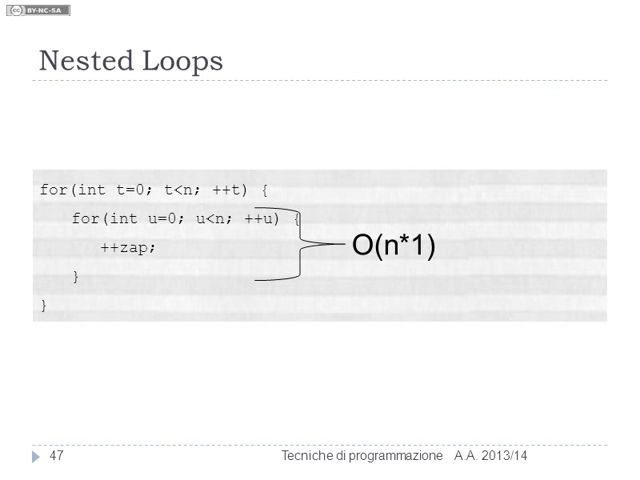 BY-NC-SA
Nested Loops
for(int t=0; t<n; ++t) {
for(int u=0; u<n; ++u) {
++zap;
}
}
O(n*1)
47
Tecniche di programmazione A.A. 2013/14